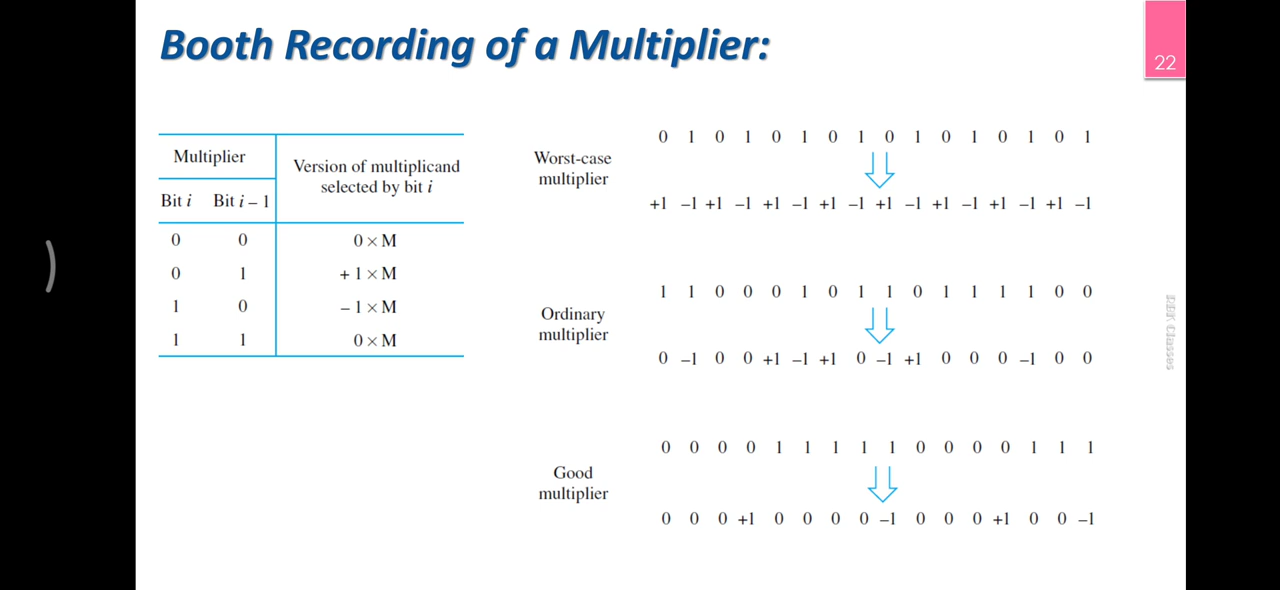 Booth Recording of a Multiplier:
22
Multiplier
Version of multiplicand
selected by bit i
Bit i Bit i – 1
0 0 0 × M
0 1 + 1 × M
1 0 – 1 × M
1 1 0 × M
Worst-case
multiplier
0 1 0 1 0 1 0 1 0 1 0 1 0 1 0 1
+1 –1 +1 –1 +1 –1 +1 –1 +1 –1 +1 –1 +1 –1 +1 –1
Ordinary
multiplier
1 1 0 0 0 1 0 1 1 0 1 1 1 1 0 0
0 –1 0 0 +1 –1 +1 0 –1 +1 0 0 0 –1 0 0
Good
multiplier
0 0 0 0 1 1 1 1 1 0 0 0 0 1 1 1
0 0 0 +1 0 0 0 0 –1 0 0 0 +1 0 0 –1
Classes